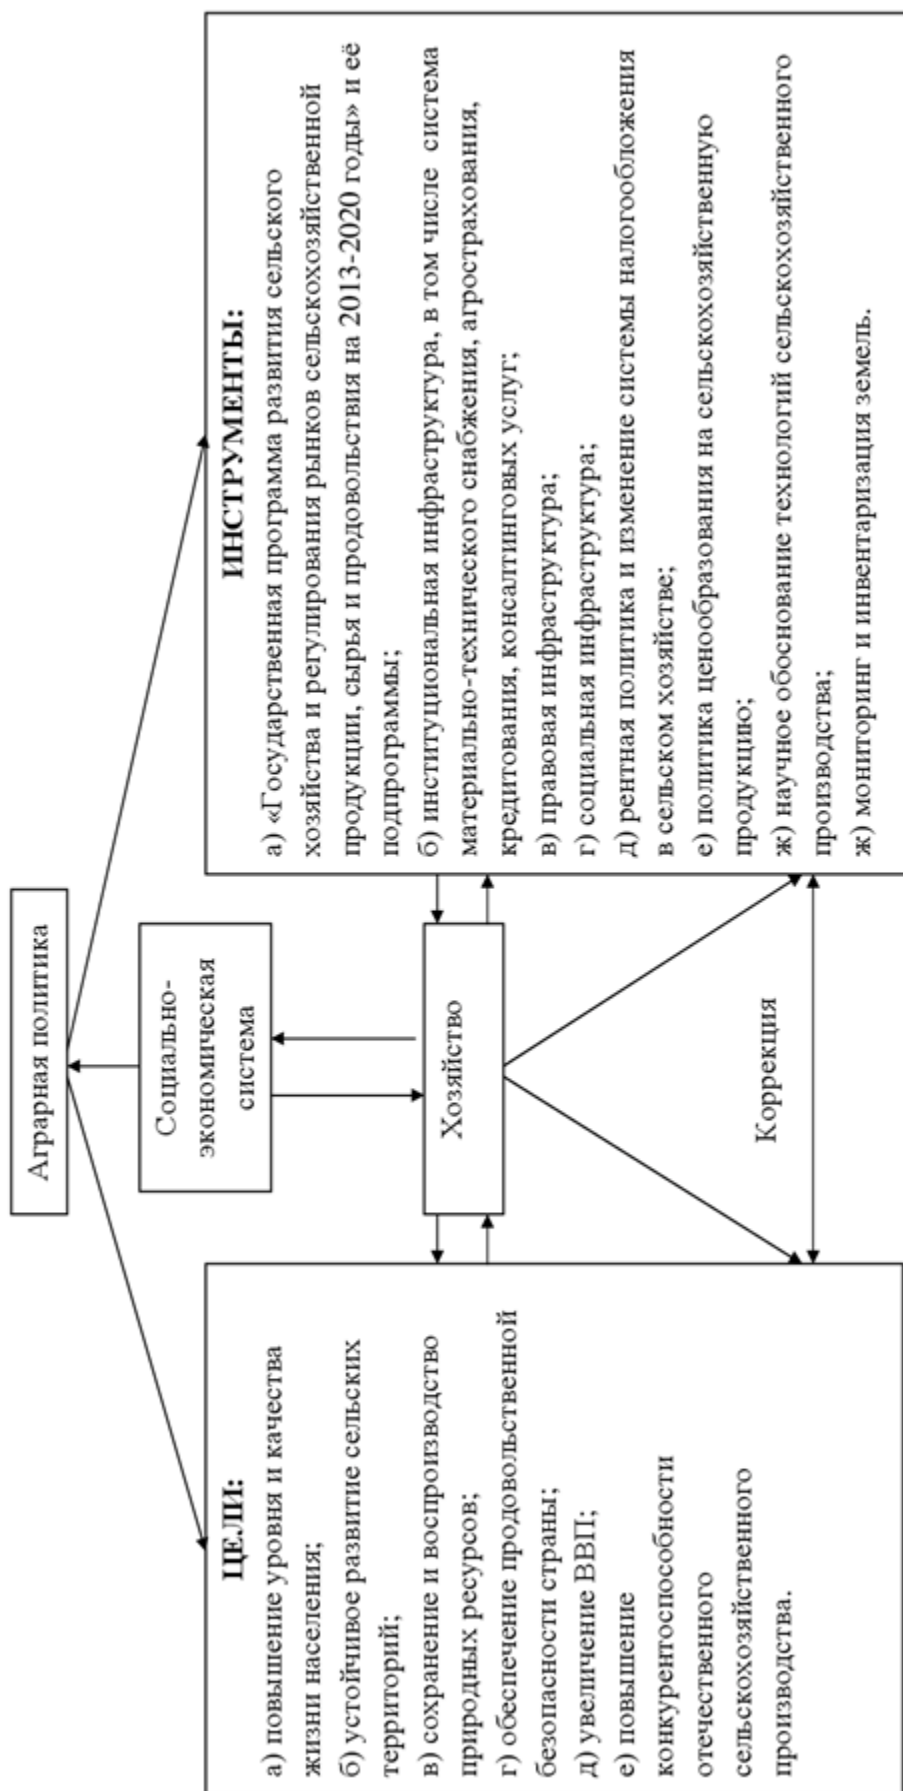 Аграрная политика
Социально-
экономическая
система
Хозяйство
Коррекция
ЦЕЛИ:
а) повышение уровня и качества
жизни населения;
б) устойчивое развитие сельских
территорий;
в) сохранение и воспроизводство
природных ресурсов;
г) обеспечение продовольственной
безопасности страны;
д) увеличение ВВП;
е) повышение
конкурентоспособности
отечественного
сельскохозяйственного
производства.
ИНСТРУМЕНТЫ:
а) «Государственная программа развития сельского
хозяйства и регулирования рынков сельскохозяйственной
продукции, сырья и продовольствия на 2013-2020 годы» и её
подпрограммы;
б) институциональная инфраструктура, в том числе система
материально-технического снабжения, агрострахования,
кредитования, консалтинговых услуг;
в) правовая инфраструктура;
г) социальная инфраструктура;
д) рентная политика и изменение системы налогообложения
в сельском хозяйстве;
е) политика ценообразования на сельскохозяйственную
продукцию;
ж) научное обоснование технологий сельскохозяйственного
производства;
ж) мониторинг и инвентаризация земель.